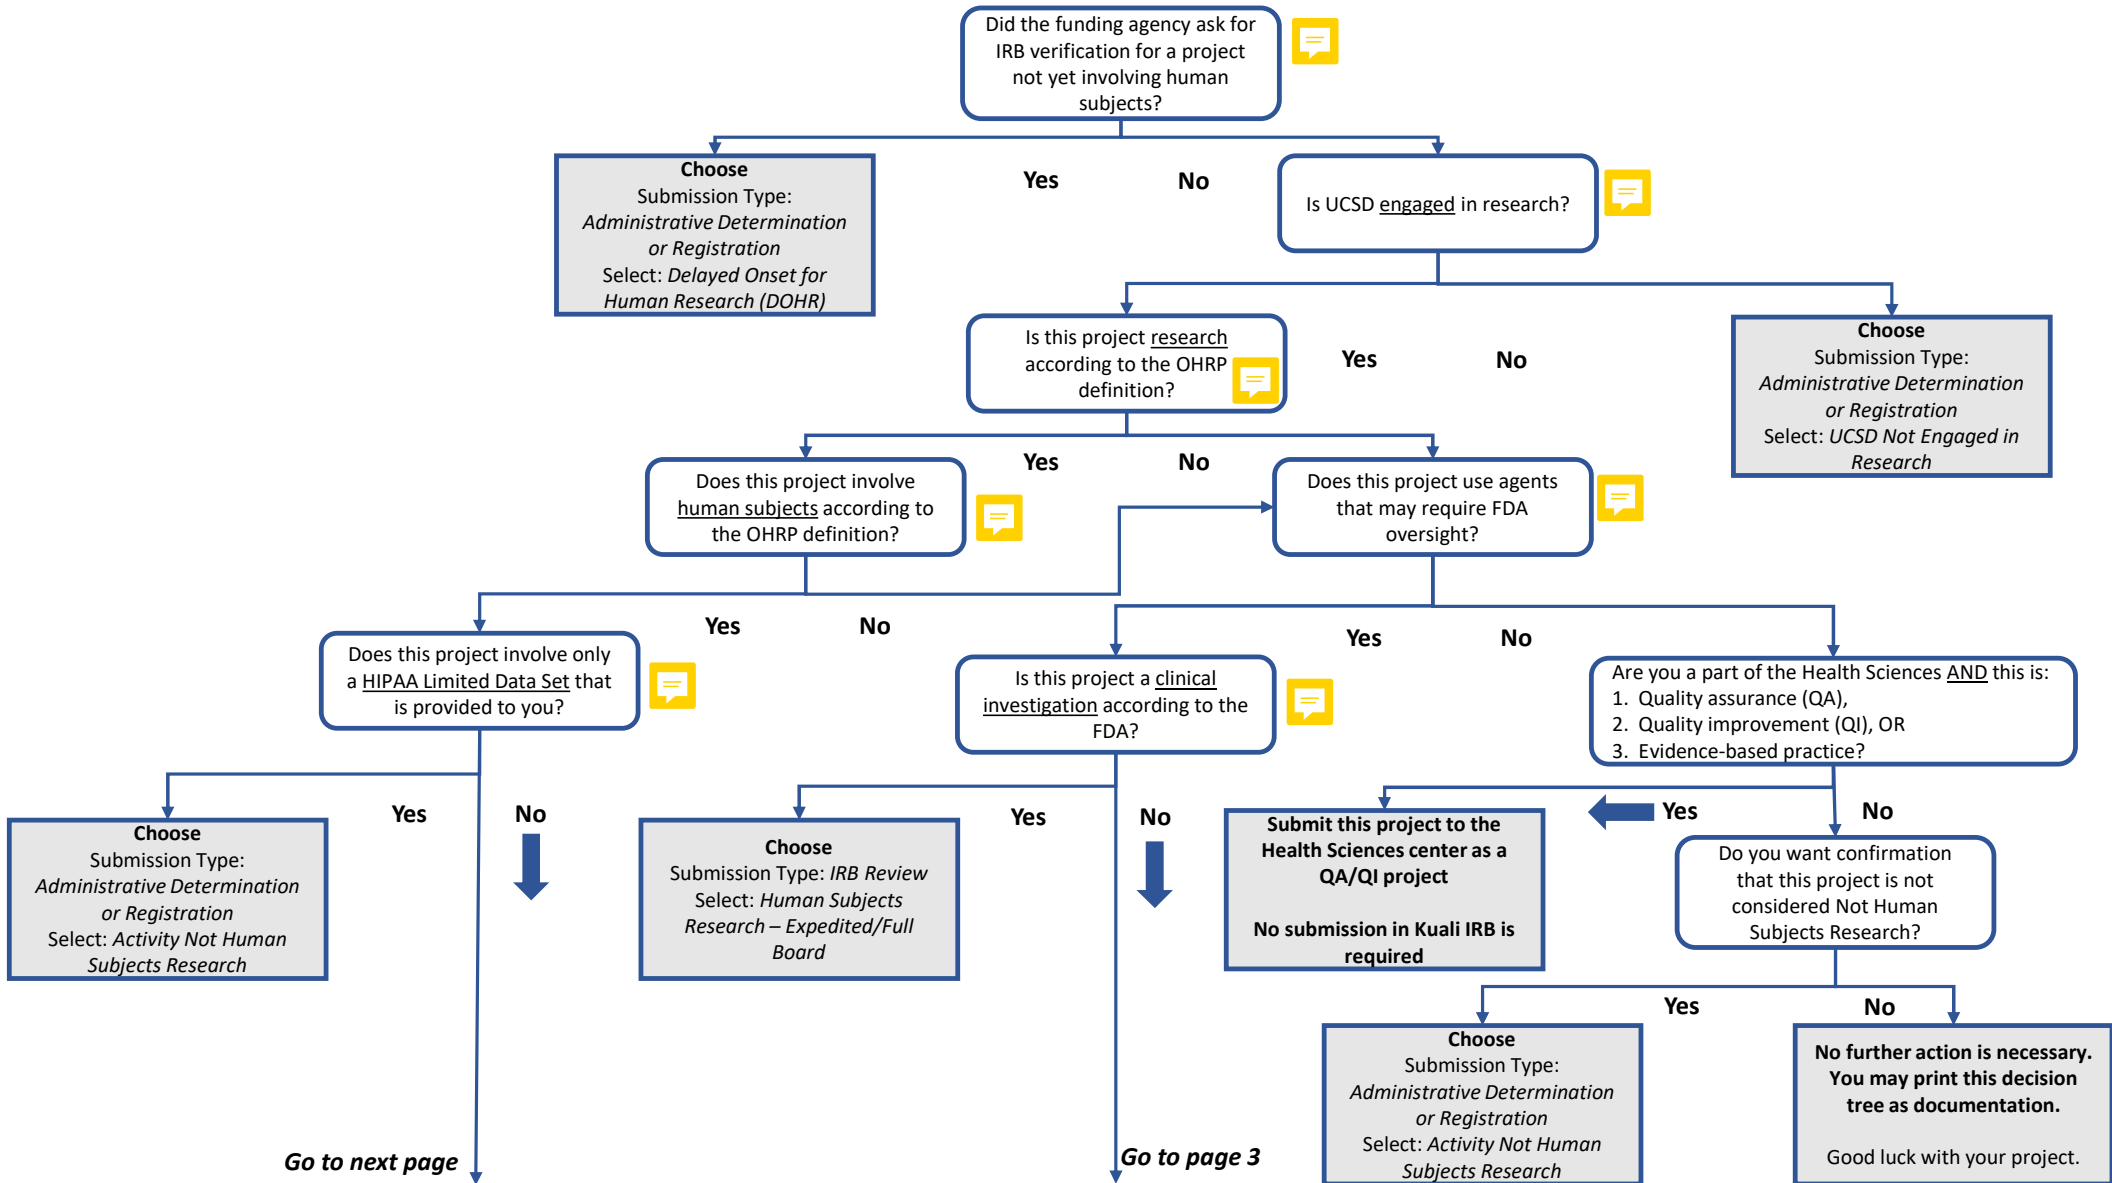 Did the funding agency ask for
IRB verification for a project
not yet involving human
subjects?
Yes
No
Choose
Submission Type:
Administrative Determination
or Registration
Select: Delayed Onset for
Human Research (DOHR)
Is UCSD engaged in research?
Yes
No
Is this project research
according to the OHRP
definition?
Choose
Submission Type:
Administrative Determination
or Registration
Select: UCSD Not Engaged in
Research
Yes
No
Does this project involve
human subjects according to
the OHRP definition?
Does this project use agents
that may require FDA
oversight?
Yes
No
Yes
No
Does this project involve only
a HIPAA Limited Data Set that
is provided to you?
Is this project a clinical
investigation according to the
FDA?
Are you a part of the Health Sciences AND this is:
1. Quality assurance (QA),
2. Quality improvement (QI), OR
3. Evidence-based practice?
Yes
No
Yes
No
Yes
No
Choose
Submission Type:
Administrative Determination
or Registration
Select: Activity Not Human
Subjects Research
Choose
Submission Type: IRB Review
Select: Human Subjects
Research – Expedited/Full
Board
Submit this project to the
Health Sciences center as a
QA/QI project
No submission in Kuali IRB is
required
Do you want confirmation
that this project is not
considered Not Human
Subjects Research?
Yes
No
Choose
Submission Type:
Administrative Determination
or Registration
Select: Activity Not Human
Subjects Research
No further action is necessary.
You may print this decision
tree as documentation.
Good luck with your project.
Go to next page
Go to page 3